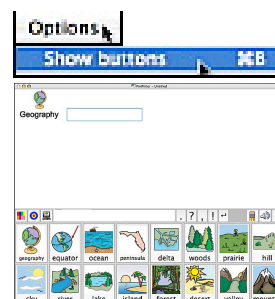 Options
Show buttons ⌘B
Geography
. ? , ! ↵
geography equator ocean peninsula delta woods prairie hill
sky river lake island forest desert valley